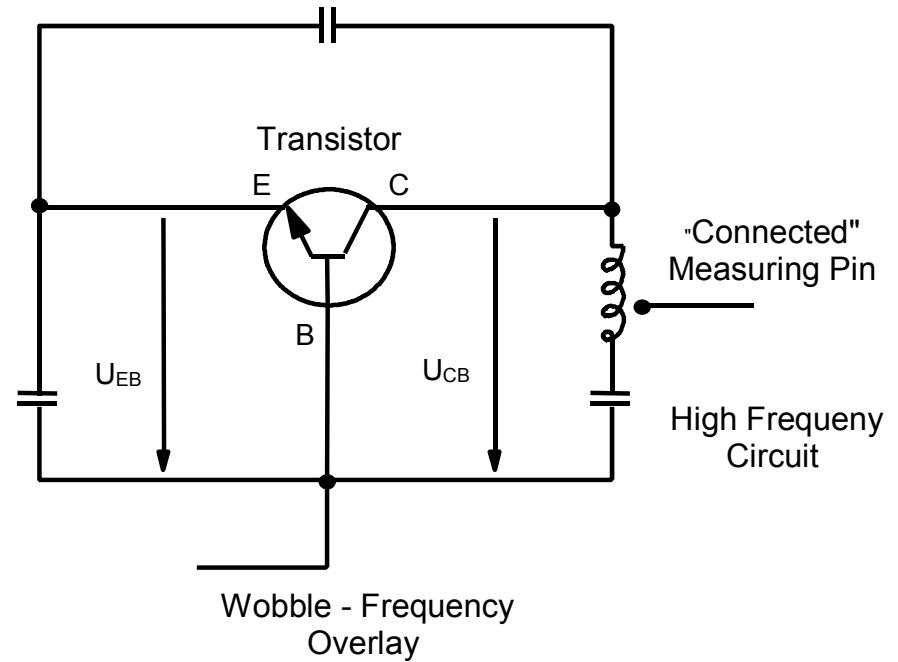 Transistor
E
C
"Connected"
Measuring Pin
B
UEB
UCB
High Frequeny
Circuit
Wobble - Frequency
Overlay